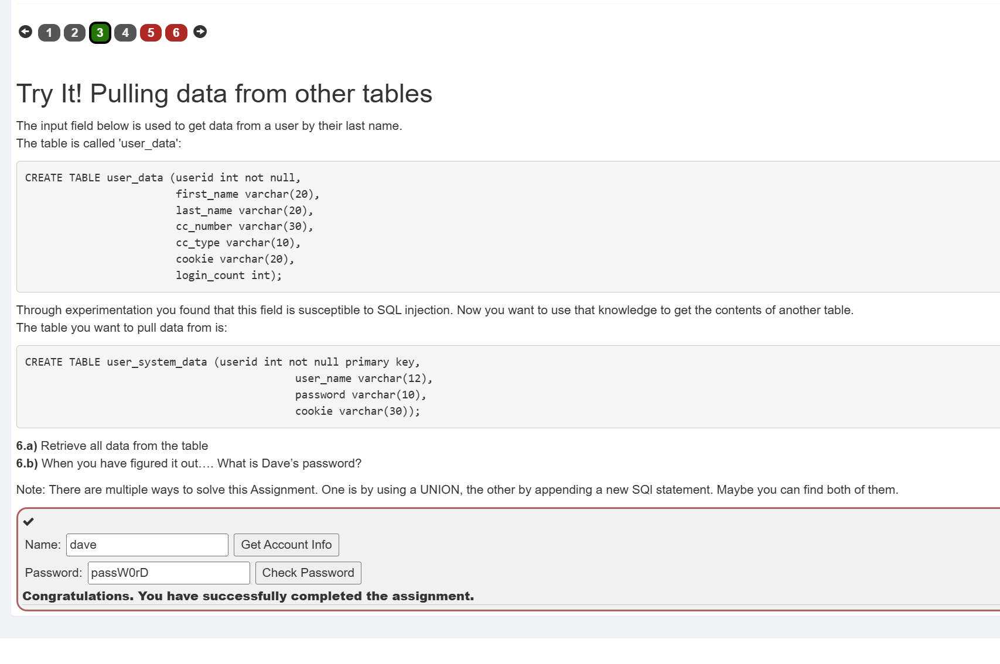 1 2 3 4 5 6
Try It! Pulling data from other tables
The input field below is used to get data from a user by their last name.
The table is called 'user_data':
CREATE TABLE user_data (userid int not null,
                        first_name varchar(20),
                        last_name varchar(20),
                        cc_number varchar(30),
                        cc_type varchar(10),
                        cookie varchar(20),
                        login_count int);
Through experimentation you found that this field is susceptible to SQL injection. Now you want to use that knowledge to get the contents of another table.
The table you want to pull data from is:
CREATE TABLE user_system_data (userid int not null primary key,
                                           user_name varchar(12),
                                           password varchar(10),
                                           cookie varchar(30));
6.a) Retrieve all data from the table
6.b) When you have figured it out…. What is Dave’s password?
Note: There are multiple ways to solve this Assignment. One is by using a UNION, the other by appending a new SQl statement. Maybe you can find both of them.
✔
Name: dave Get Account Info
Password: passW0rD Check Password
Congratulations. You have successfully completed the assignment.